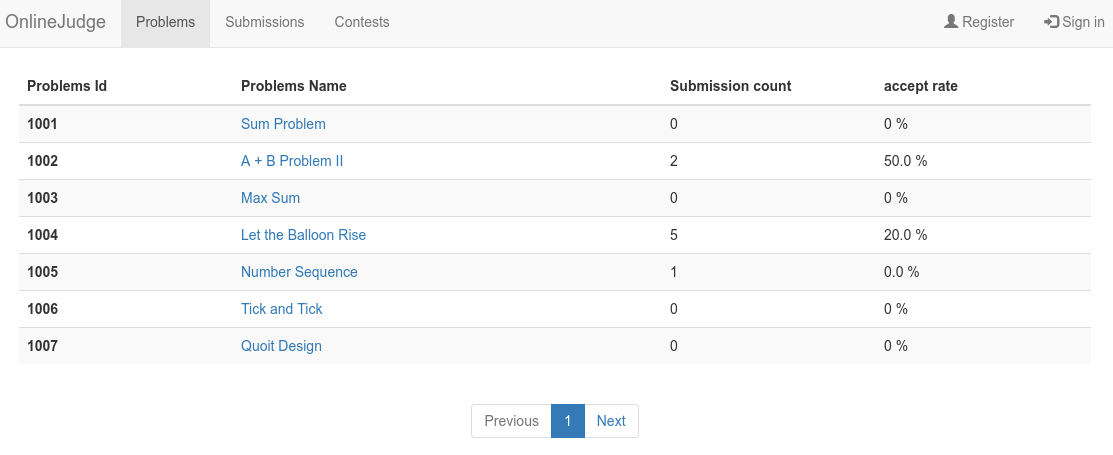 OnlineJudge Problems Submissions Contests Register Sign in
Problems Id Problems Name Submission count accept rate
1001 Sum Problem 0 0 %
1002 A + B Problem II 2 50.0 %
1003 Max Sum 0 0 %
1004 Let the Balloon Rise 5 20.0 %
1005 Number Sequence 1 0.0 %
1006 Tick and Tick 0 0 %
1007 Quoit Design 0 0 %
Previous 1 Next